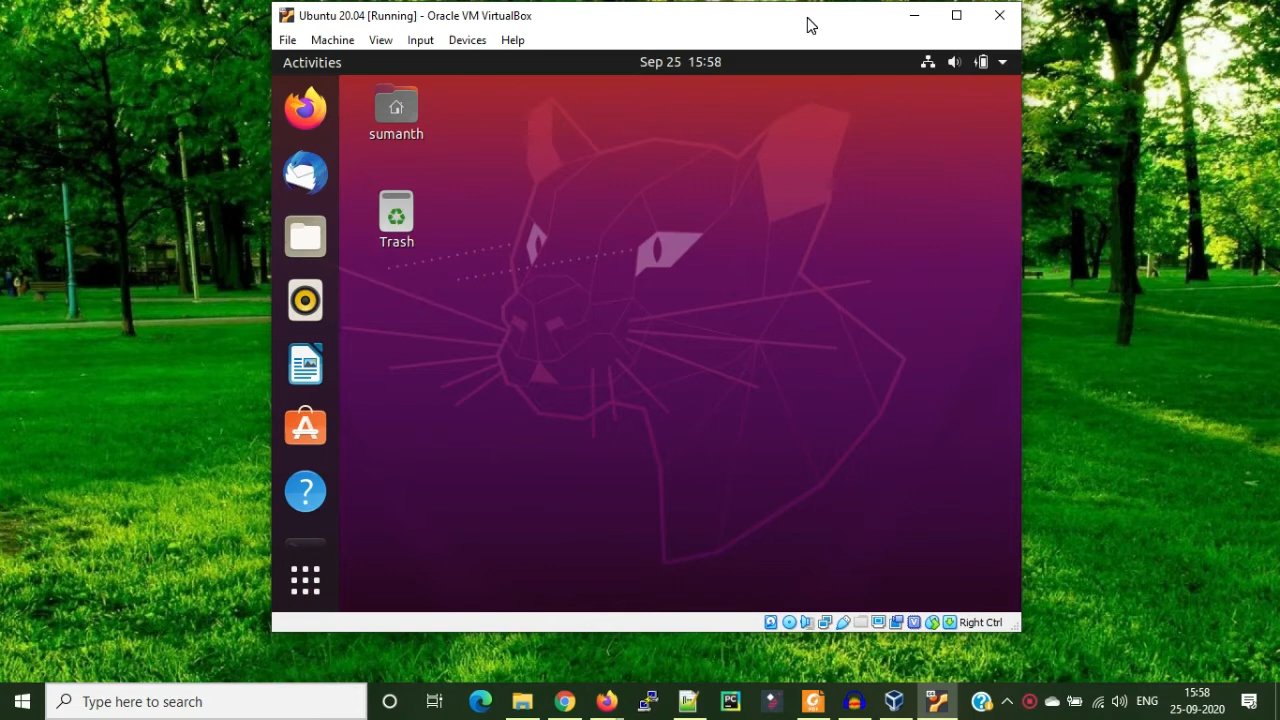 Ubuntu 20.04 [Running] - Oracle VM VirtualBox
File Machine View Input Devices Help
Activities
Sep 25 15:58
sumanth
Trash
Right Ctrl
Type here to search
PC
ENG
15:58
25-09-2020